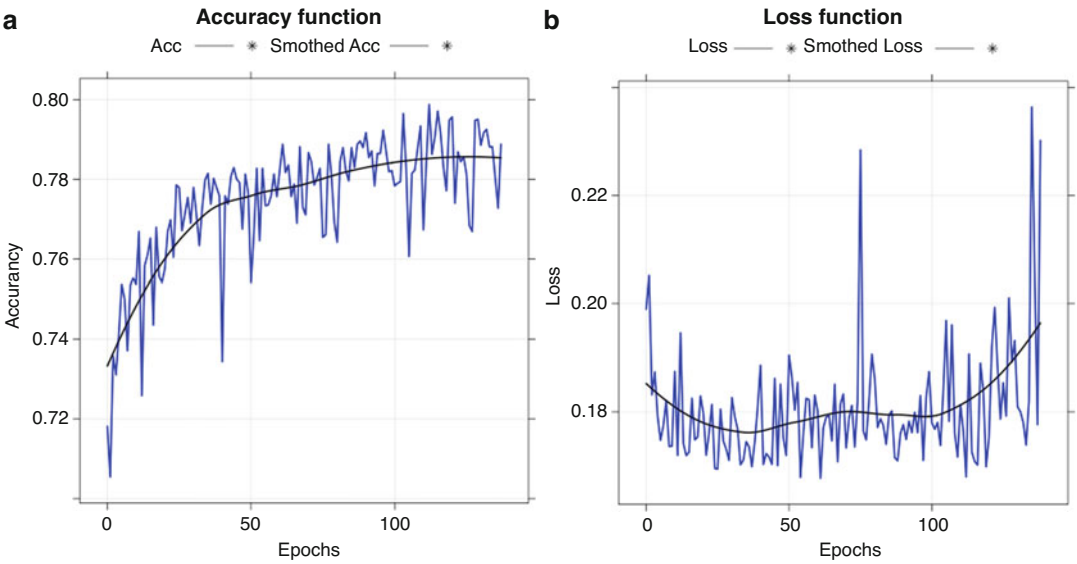 a
Accuracy function
Acc
Smothed Acc
0.80
0.78
0.76
0.74
0.72
Accurancy
0
50
100
Epochs
b
Loss function
Loss
Smothed Loss
0.22
0.20
0.18
Loss
0
50
100
Epochs